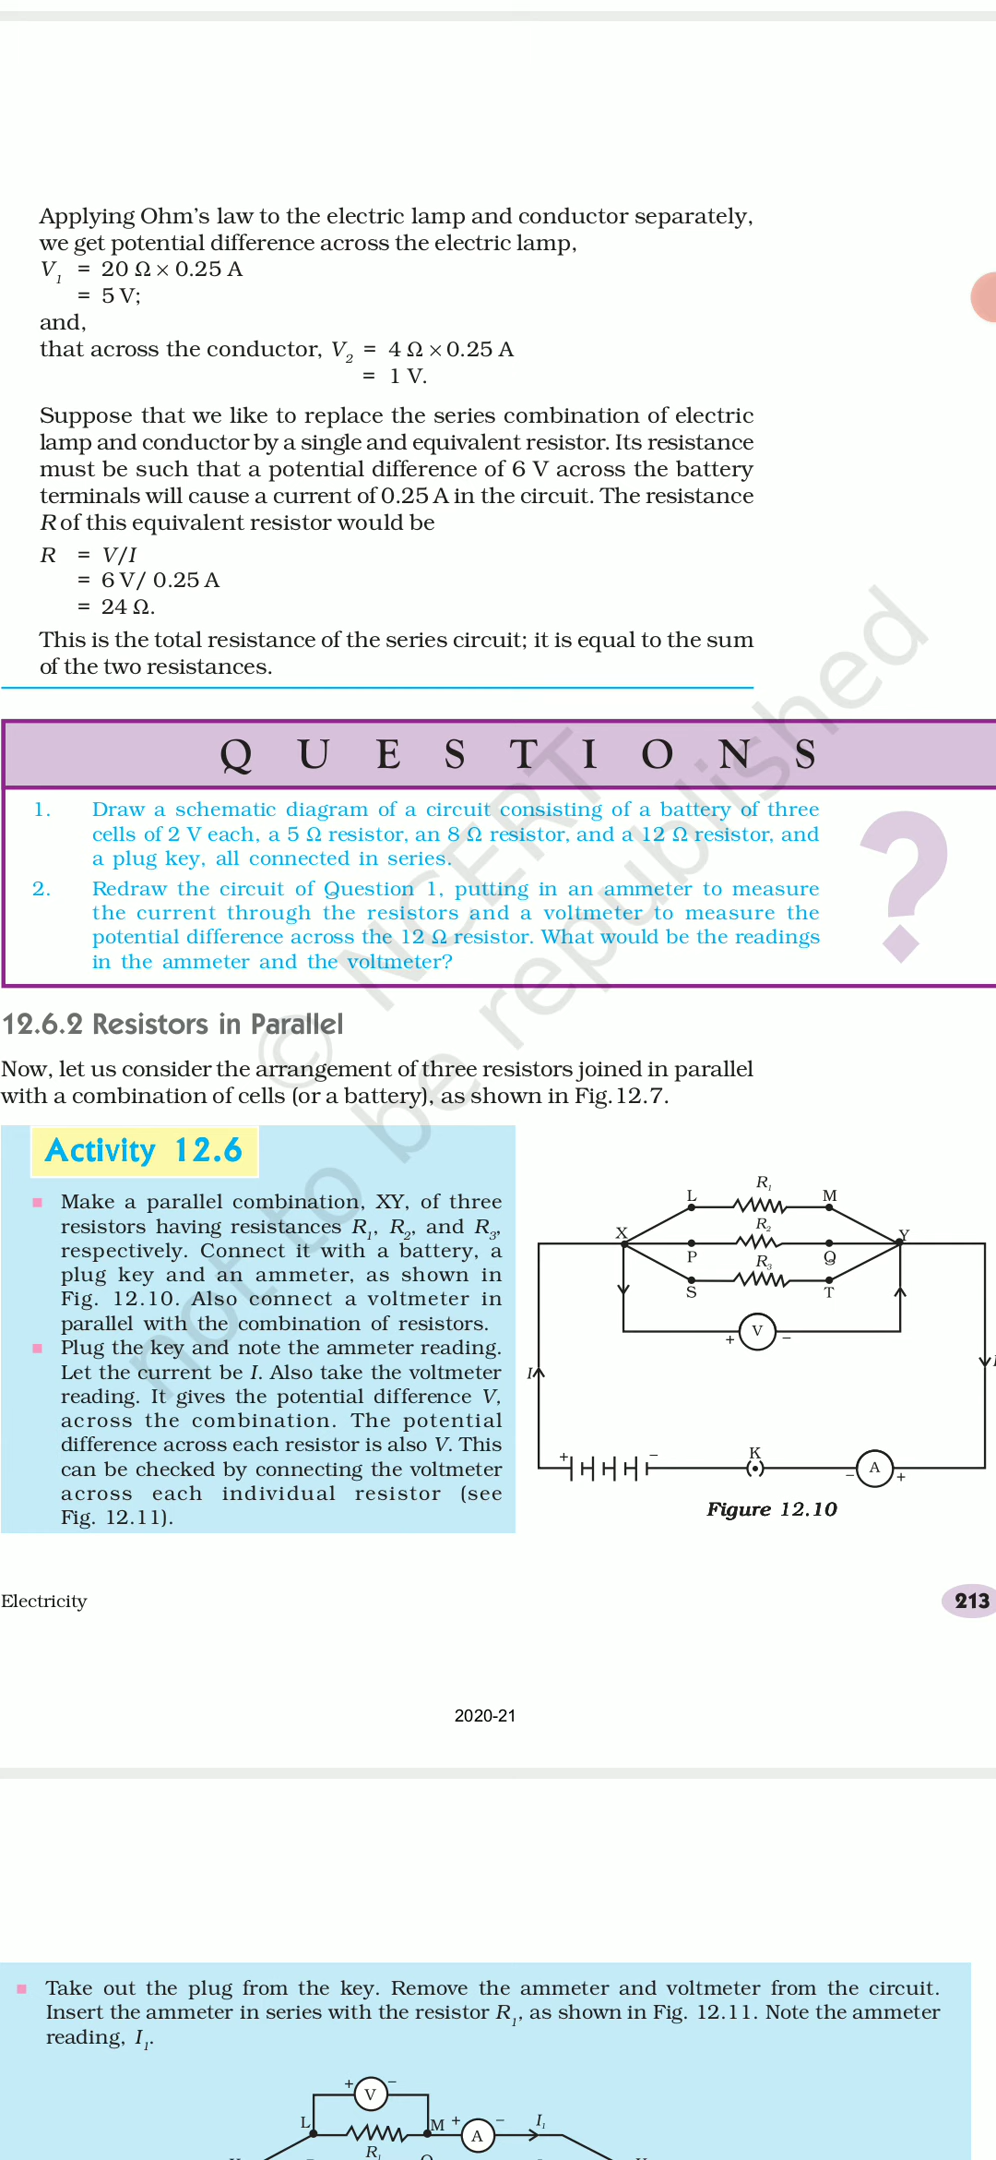 Applying Ohm's law to the electric lamp and conductor separately,
we get potential difference across the electric lamp,
V₁ = 20 Ω × 0.25 A
= 5 V;
and,
that across the conductor, V₂ = 4 Ω × 0.25 A
= 1 V.
Suppose that we like to replace the series combination of electric
lamp and conductor by a single and equivalent resistor. Its resistance
must be such that a potential difference of 6 V across the battery
terminals will cause a current of 0.25 A in the circuit. The resistance
R of this equivalent resistor would be
R = V/I
= 6 V/ 0.25 A
= 24 Ω.
This is the total resistance of the series circuit; it is equal to the sum
of the two resistances.
QUESTIONS
1. Draw a schematic diagram of a circuit consisting of a battery of three
cells of 2 V each, a 5 Ω resistor, an 8 Ω resistor, and a 12 Ω resistor, and
a plug key, all connected in series.
2. Redraw the circuit of Question 1, putting in an ammeter to measure
the current through the resistors and a voltmeter to measure the
potential difference across the 12 Ω resistor. What would be the readings
in the ammeter and the voltmeter?
?
12.6.2 Resistors in Parallel
Now, let us consider the arrangement of three resistors joined in parallel
with a combination of cells (or a battery), as shown in Fig.12.7.
Activity 12.6
Make a parallel combination, XY, of three
resistors having resistances R₁, R₂, and R₃,
respectively. Connect it with a battery, a
plug key and an ammeter, as shown in
Fig. 12.10. Also connect a voltmeter in
parallel with the combination of resistors.
Plug the key and note the ammeter reading.
Let the current be I. Also take the voltmeter
reading. It gives the potential difference V,
across the combination. The potential
difference across each resistor is also V. This
can be checked by connecting the voltmeter
across each individual resistor (see
Fig. 12.11).
R₁
L M
R₂
X Y
P Q
R₃
S T
+ V −
I
+ −
K
− A +
Figure 12.10
Electricity
213
2020-21
© NCERT
not to be republished
Take out the plug from the key. Remove the ammeter and voltmeter from the circuit.
Insert the ammeter in series with the resistor R₁, as shown in Fig. 12.11. Note the ammeter
reading, I₁.
+ V −
L M + A − I₁
R₁